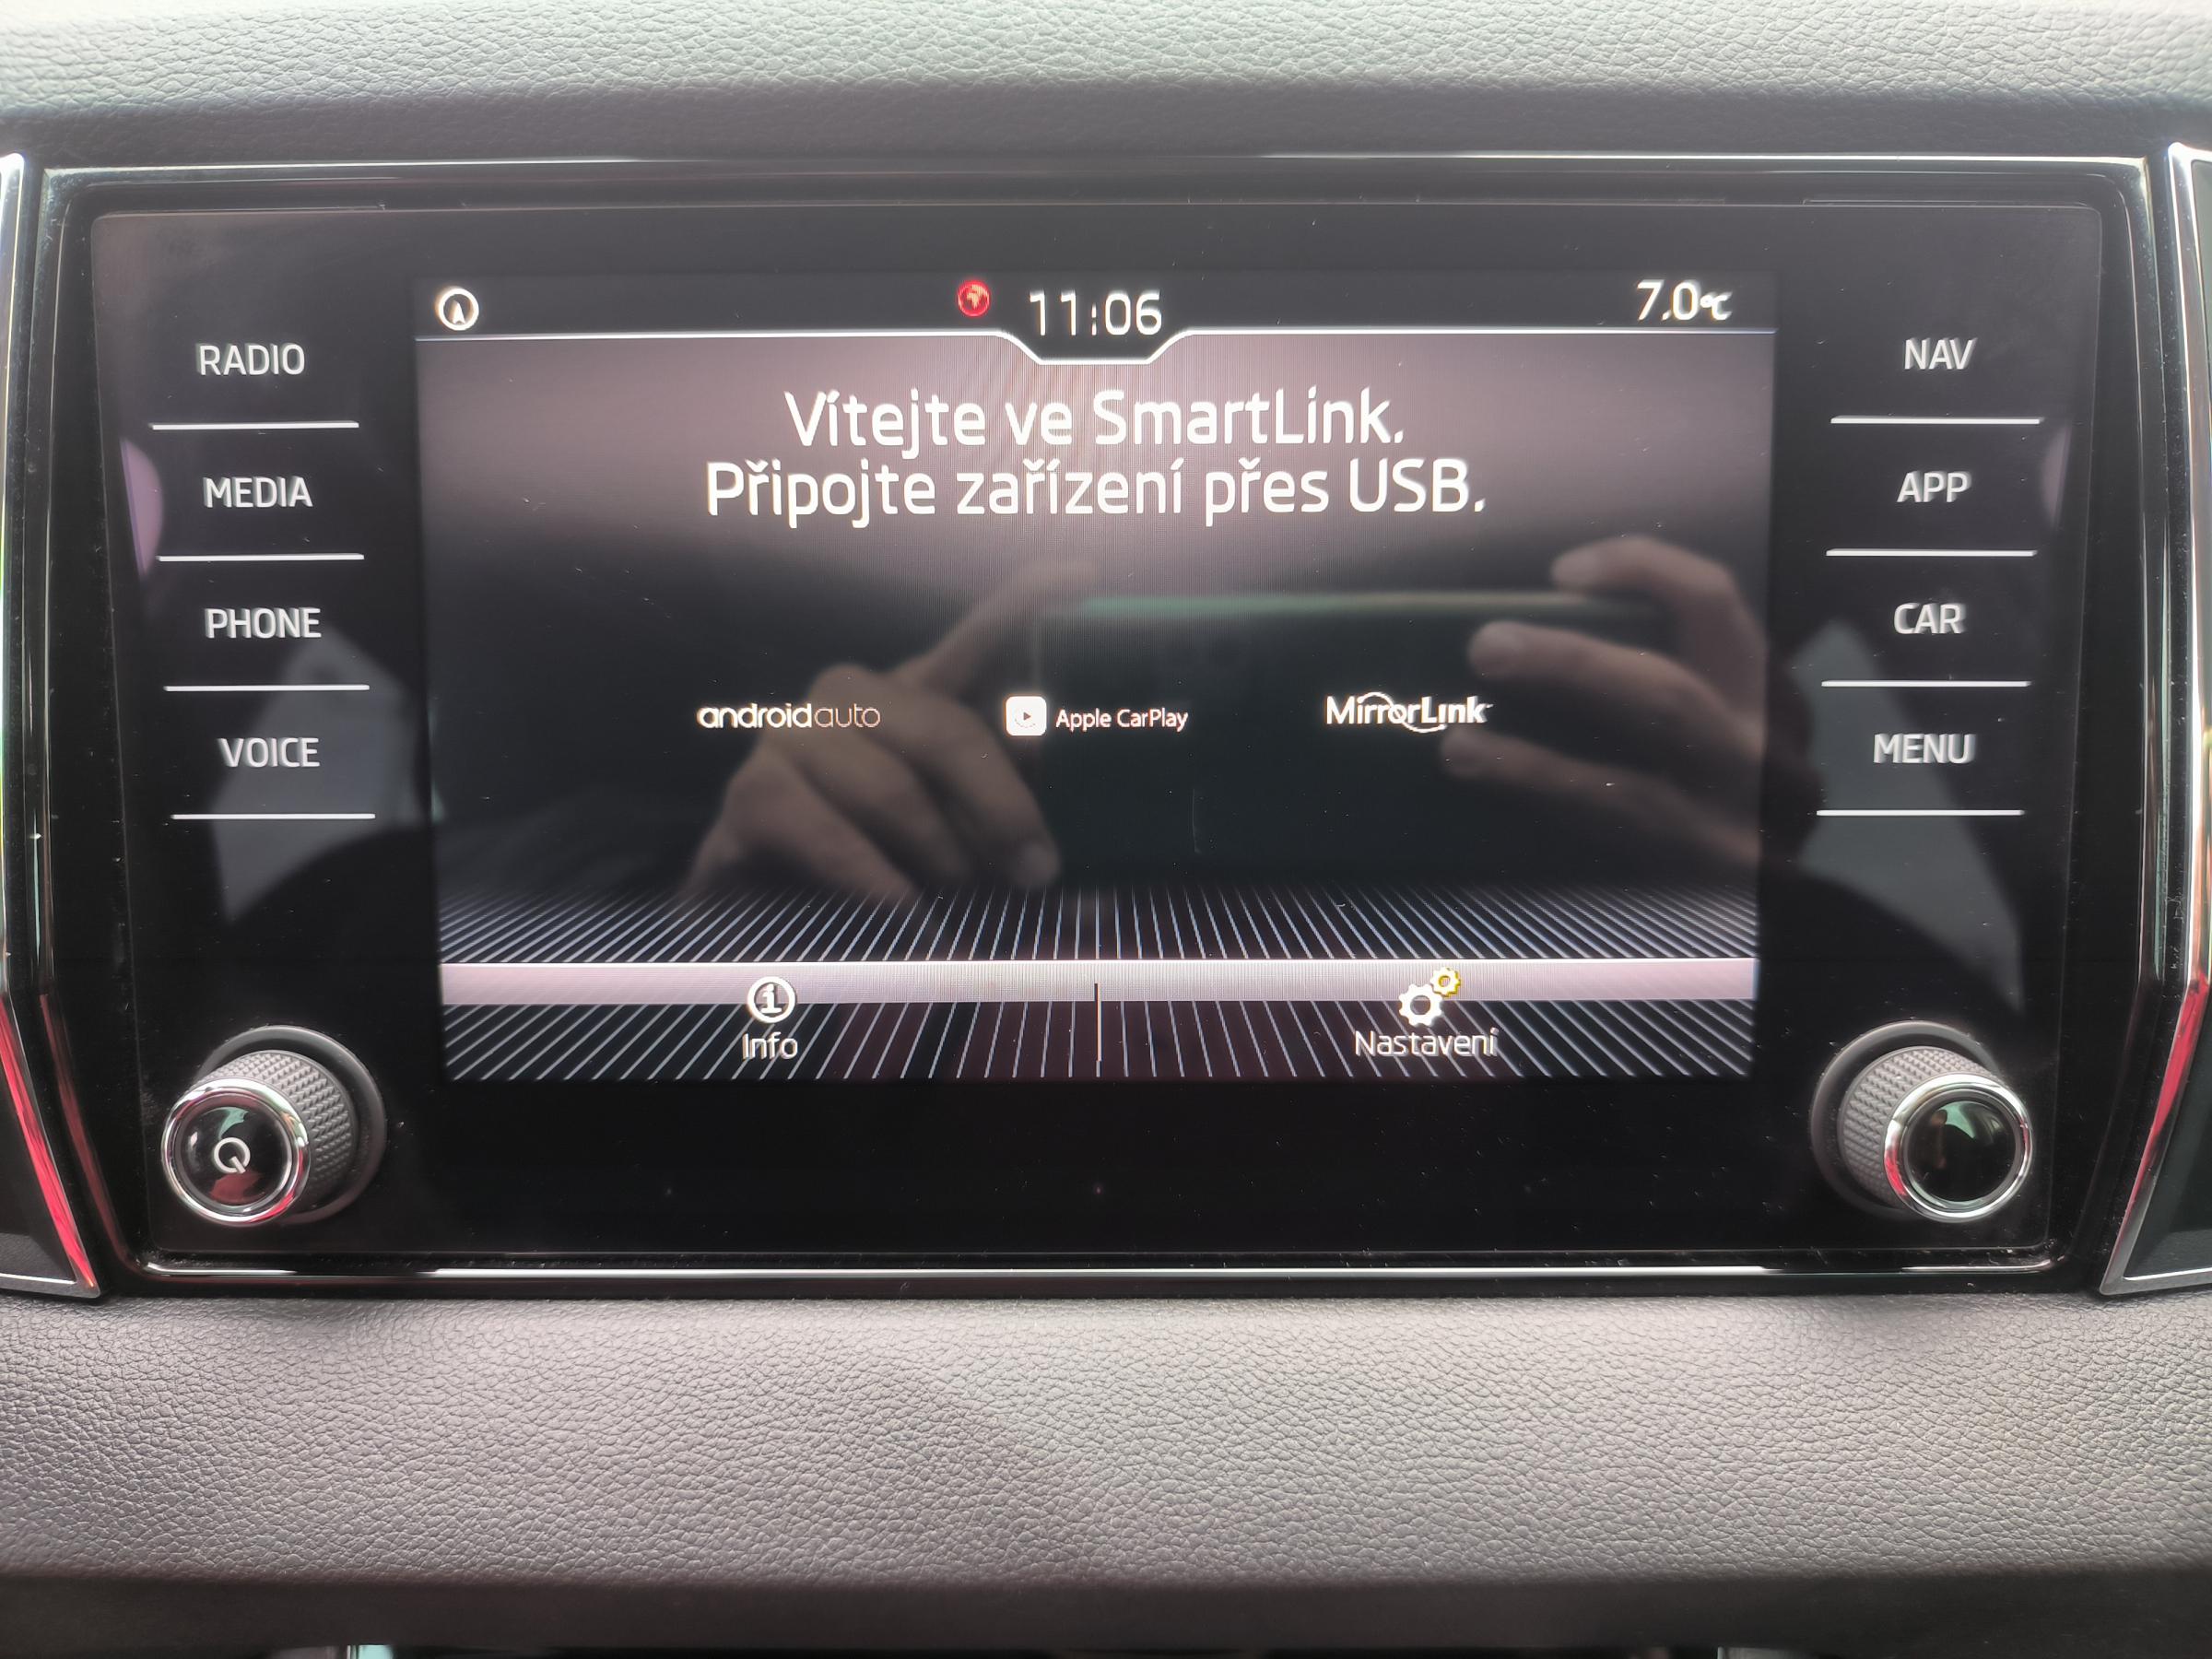 11:06
7.0°C
RADIO
MEDIA
PHONE
VOICE
Vítejte ve SmartLink.
Připojte zařízení přes USB.
androidauto
Apple CarPlay
MirrorLink
Info
Nastavení
NAV
APP
CAR
MENU